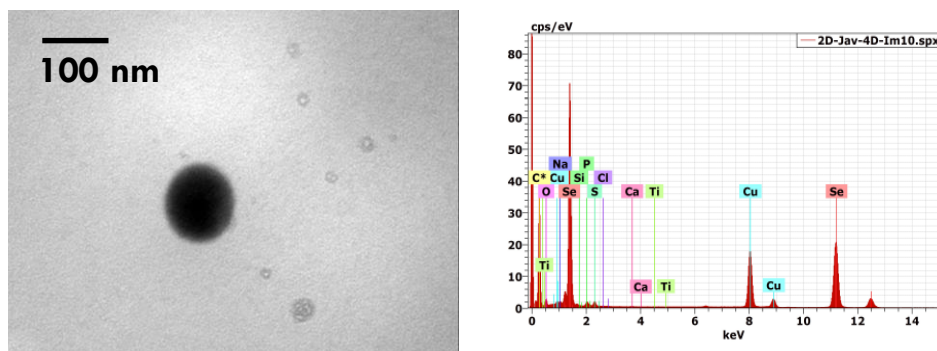 100 nm
cps/eV
2D-Jav-4D-Im10.spx
80
70
60
50
40
30
20
10
0
Na P
C* Cu Si Cl
O Se S Ca Ti Cu Se
Ti Ca Ti Cu
0 2 4 6 8 10 12 14
keV